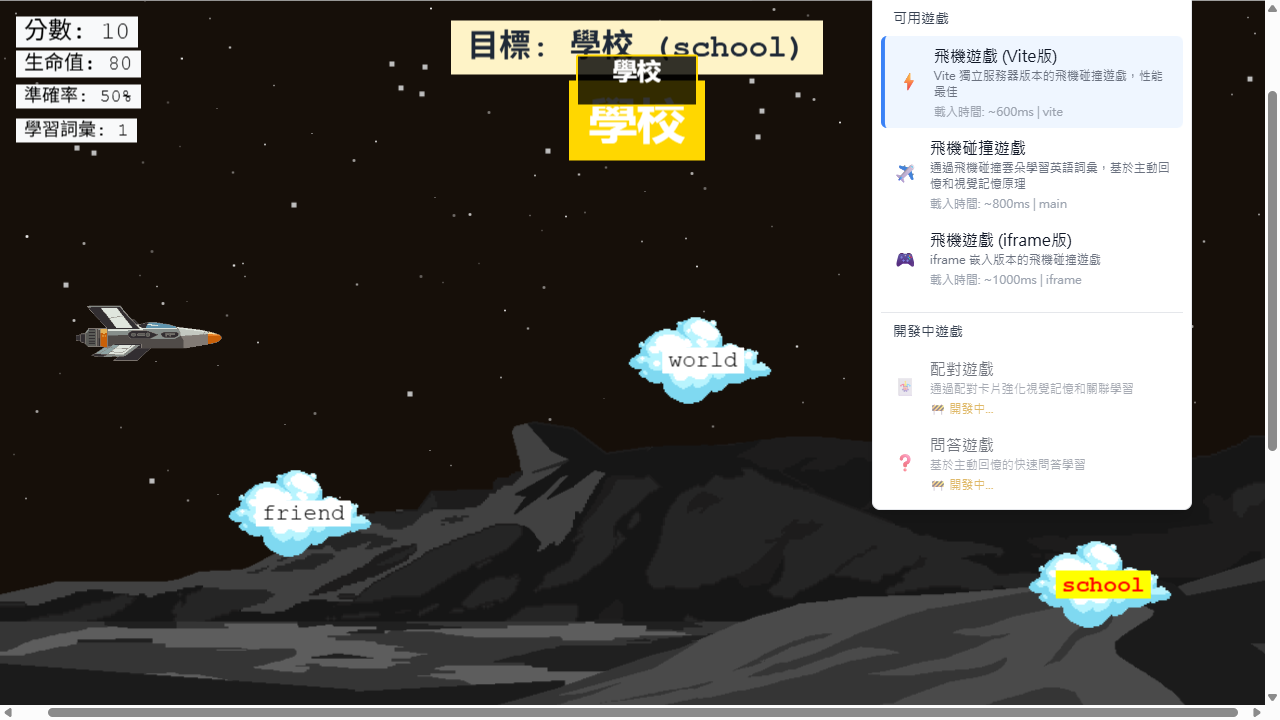 分數: 10
生命值: 80
準確率: 50%
學習詞彙: 1
目標: 學校 (school)
學校
學校
world
friend
school
可用遊戲
飛機遊戲 (Vite版)
Vite 獨立服務器版本的飛機碰撞遊戲，性能
最佳
載入時間: ~600ms | vite
飛機碰撞遊戲
通過飛機碰撞雲朵學習英語詞彙，基於主動回
憶和視覺記憶原理
載入時間: ~800ms | main
飛機遊戲 (iframe版)
iframe 嵌入版本的飛機碰撞遊戲
載入時間: ~1000ms | iframe
開發中遊戲
配對遊戲
通過配對卡片強化視覺記憶和關聯學習
開發中...
問答遊戲
基於主動回憶的快速問答學習
開發中...